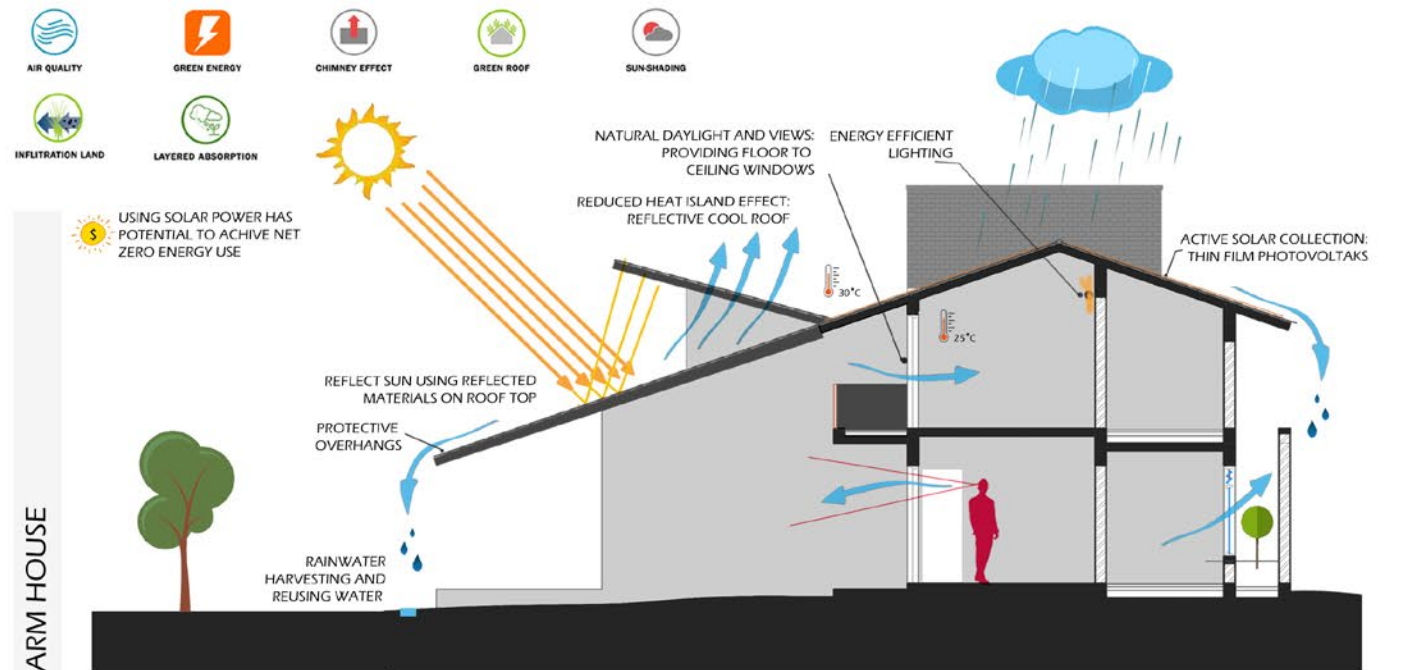 AIR QUALITY
GREEN ENERGY
CHIMNEY EFFECT
GREEN ROOF
SUN-SHADING
INFLITRATION LAND
LAYERED ABSORPTION
$
USING SOLAR POWER HAS
POTENTIAL TO ACHIVE NET
ZERO ENERGY USE
NATURAL DAYLIGHT AND VIEWS:
PROVIDING FLOOR TO
CEILING WINDOWS
ENERGY EFFICIENT
LIGHTING
REDUCED HEAT ISLAND EFFECT:
REFLECTIVE COOL ROOF
ACTIVE SOLAR COLLECTION:
THIN FILM PHOTOVOLTAKS
30°C
25°C
REFLECT SUN USING REFLECTED
MATERIALS ON ROOF TOP
PROTECTIVE
OVERHANGS
RAINWATER
HARVESTING AND
REUSING WATER
ARM HOUSE